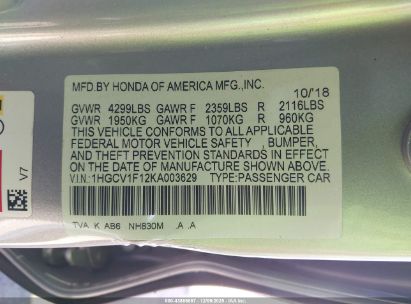 MFD.BY HONDA OF AMERICA MFG.,INC.
10/'18
GVWR 4299LBS GAWR F 2359LBS R 2116LBS
GVWR 1950KG GAWR F 1070KG R 960KG
THIS VEHICLE CONFORMS TO ALL APPLICABLE
FEDERAL MOTOR VEHICLE SAFETY , BUMPER,
AND THEFT PREVENTION STANDARDS IN EFFECT
ON THE DATE OF MANUFACTURE SHOWN ABOVE.
V.I.N.:1HGCV1F12KA003629 TYPE:PASSENGER CAR
TVA K AB6 NH830M .A .A
V7